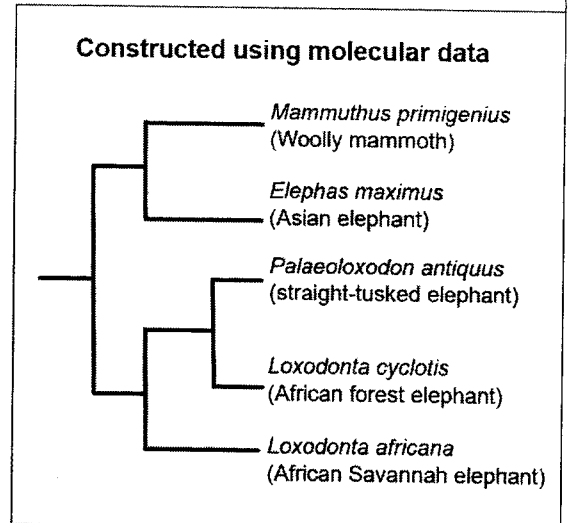 Constructed using molecular data
Mammuthus primigenius
(Woolly mammoth)
Elephas maximus
(Asian elephant)
Palaeoloxodon antiquus
(straight-tusked elephant)
Loxodonta cyclotis
(African forest elephant)
Loxodonta africana
(African Savannah elephant)